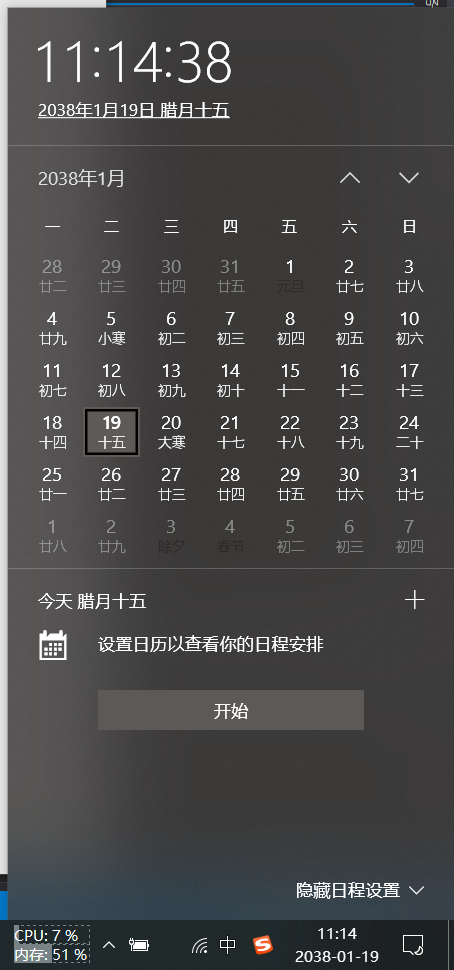 11:14:38
2038年1月19日 腊月十五
2038年1月
一 二 三 四 五 六 日
28 29 30 31 1 2 3
廿二 廿三 廿四 廿五 元旦 廿七 廿八
4 5 6 7 8 9 10
廿九 小寒 初二 初三 初四 初五 初六
11 12 13 14 15 16 17
初七 初八 初九 初十 十一 十二 十三
18 19 20 21 22 23 24
十四 十五 大寒 十七 十八 十九 二十
25 26 27 28 29 30 31
廿一 廿二 廿三 廿四 廿五 廿六 廿七
1 2 3 4 5 6 7
廿八 廿九 除夕 春节 初二 初三 初四
今天 腊月十五
设置日历以查看你的日程安排
开始
隐藏日程设置
CPU: 7 %
内存: 51 %
中
S
11:14
2038-01-19